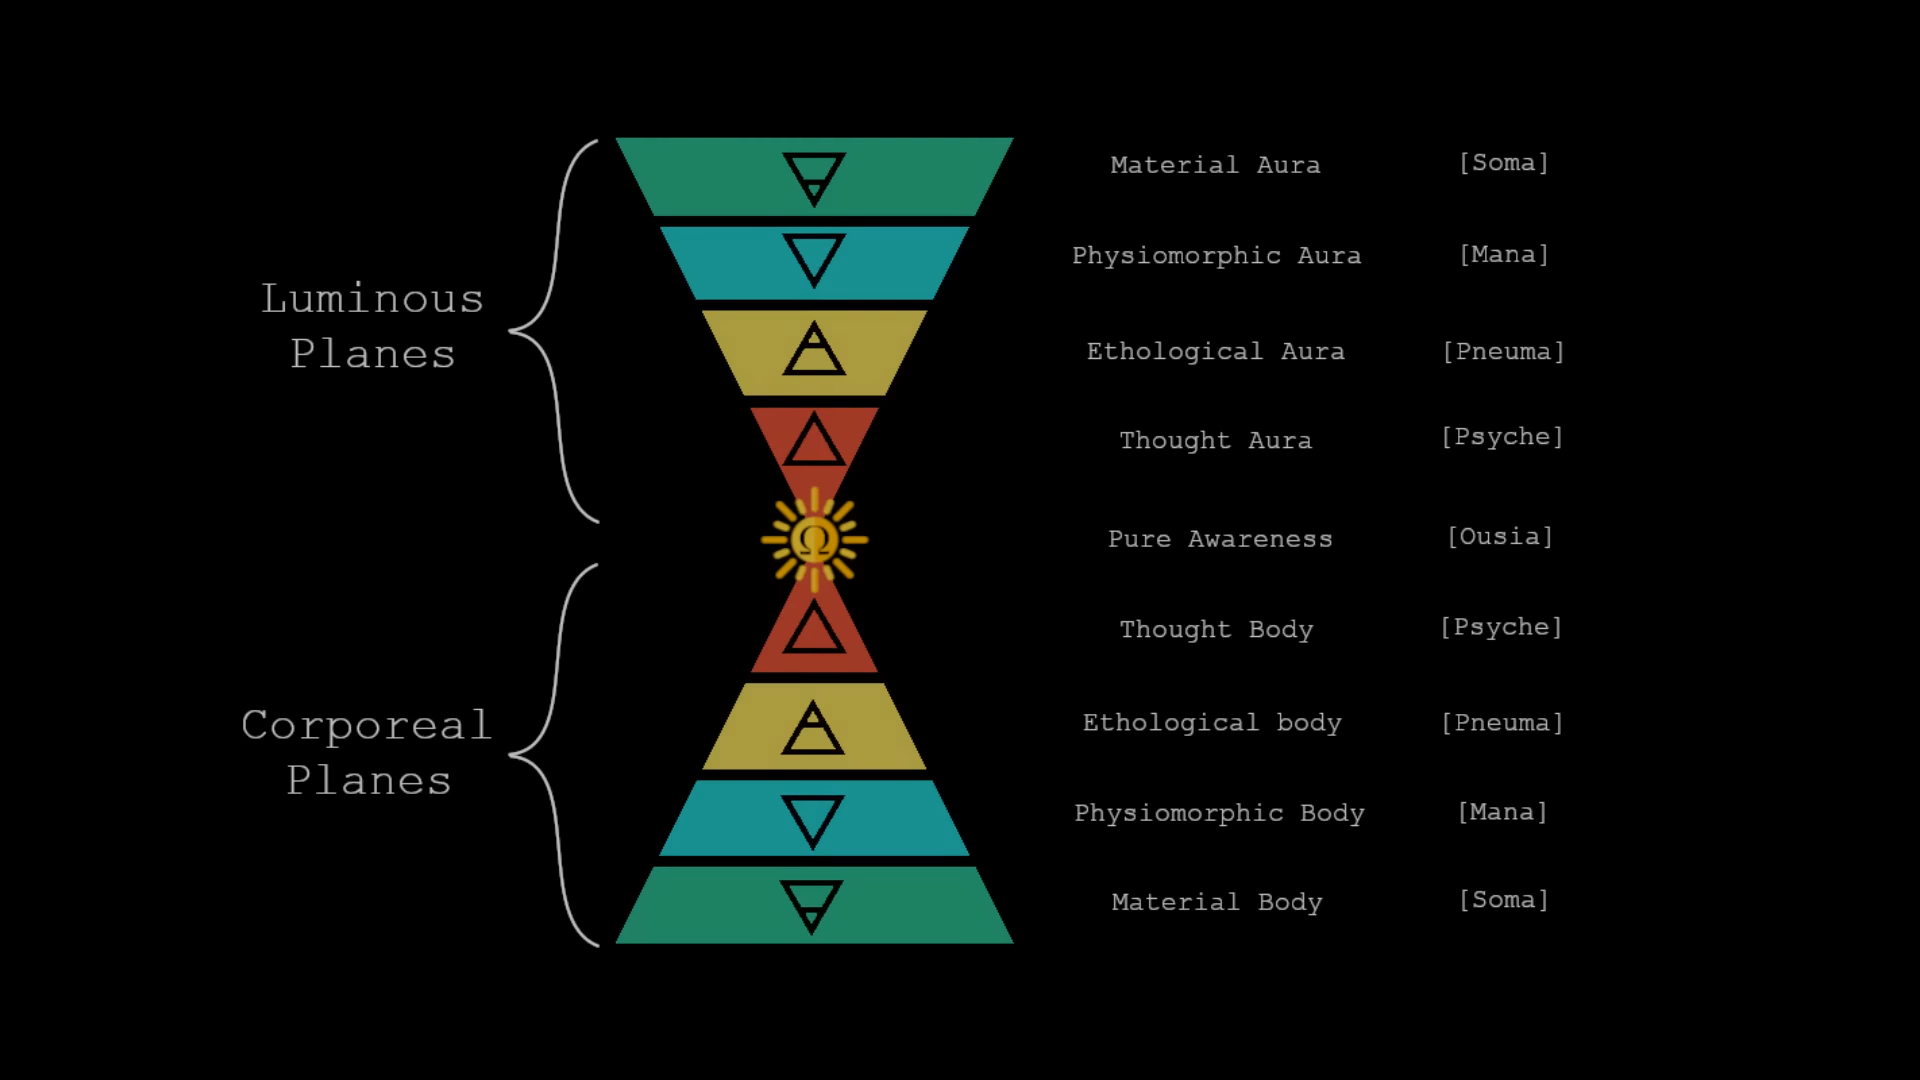 Luminous
Planes
Corporeal
Planes
Material Aura [Soma]
Physiomorphic Aura [Mana]
Ethological Aura [Pneuma]
Thought Aura [Psyche]
Ω
Pure Awareness [Ousia]
Thought Body [Psyche]
Ethological body [Pneuma]
Physiomorphic Body [Mana]
Material Body [Soma]